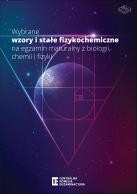 Wybrane
wzory i stałe fizykochemiczne
na egzamin maturalny z biologii,
chemii i fizyki
CENTRALNA
KOMISJA
EGZAMINACYJNA